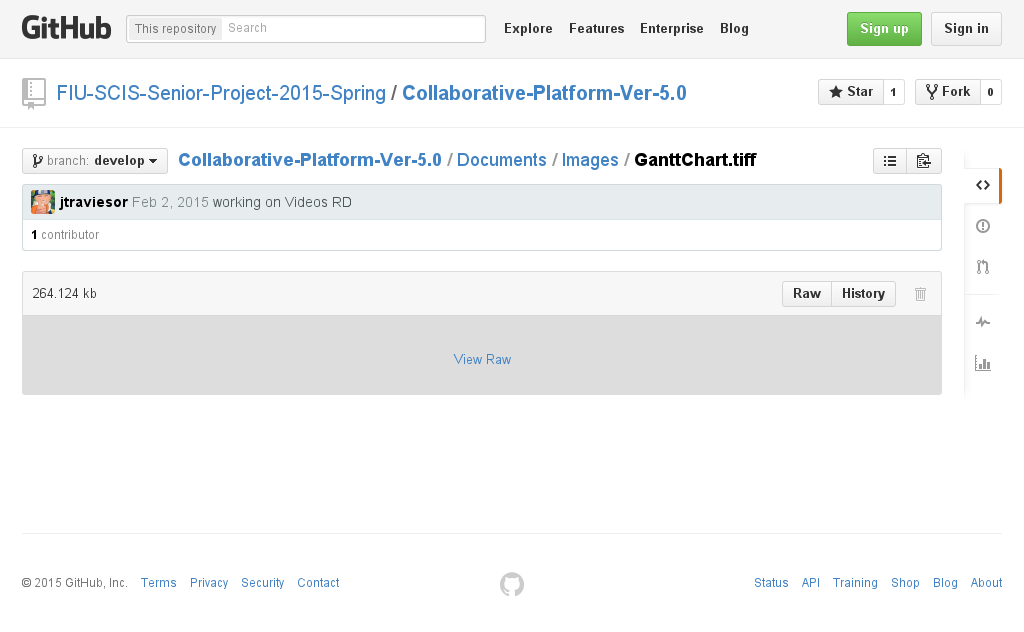 GitHub This repository Search Explore Features Enterprise Blog Sign up Sign in
FIU-SCIS-Senior-Project-2015-Spring / Collaborative-Platform-Ver-5.0 Star 1 Fork 0
branch: develop Collaborative-Platform-Ver-5.0 / Documents / Images / GanttChart.tiff
jtraviesor Feb 2, 2015 working on Videos RD
1 contributor
264.124 kb Raw History
View Raw
© 2015 GitHub, Inc. Terms Privacy Security Contact Status API Training Shop Blog About